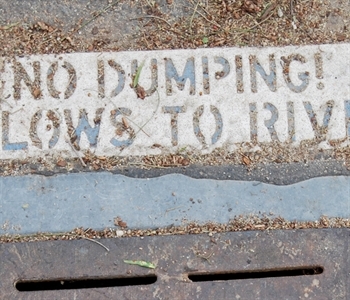 NO DUMPING!
LOWS TO RIV